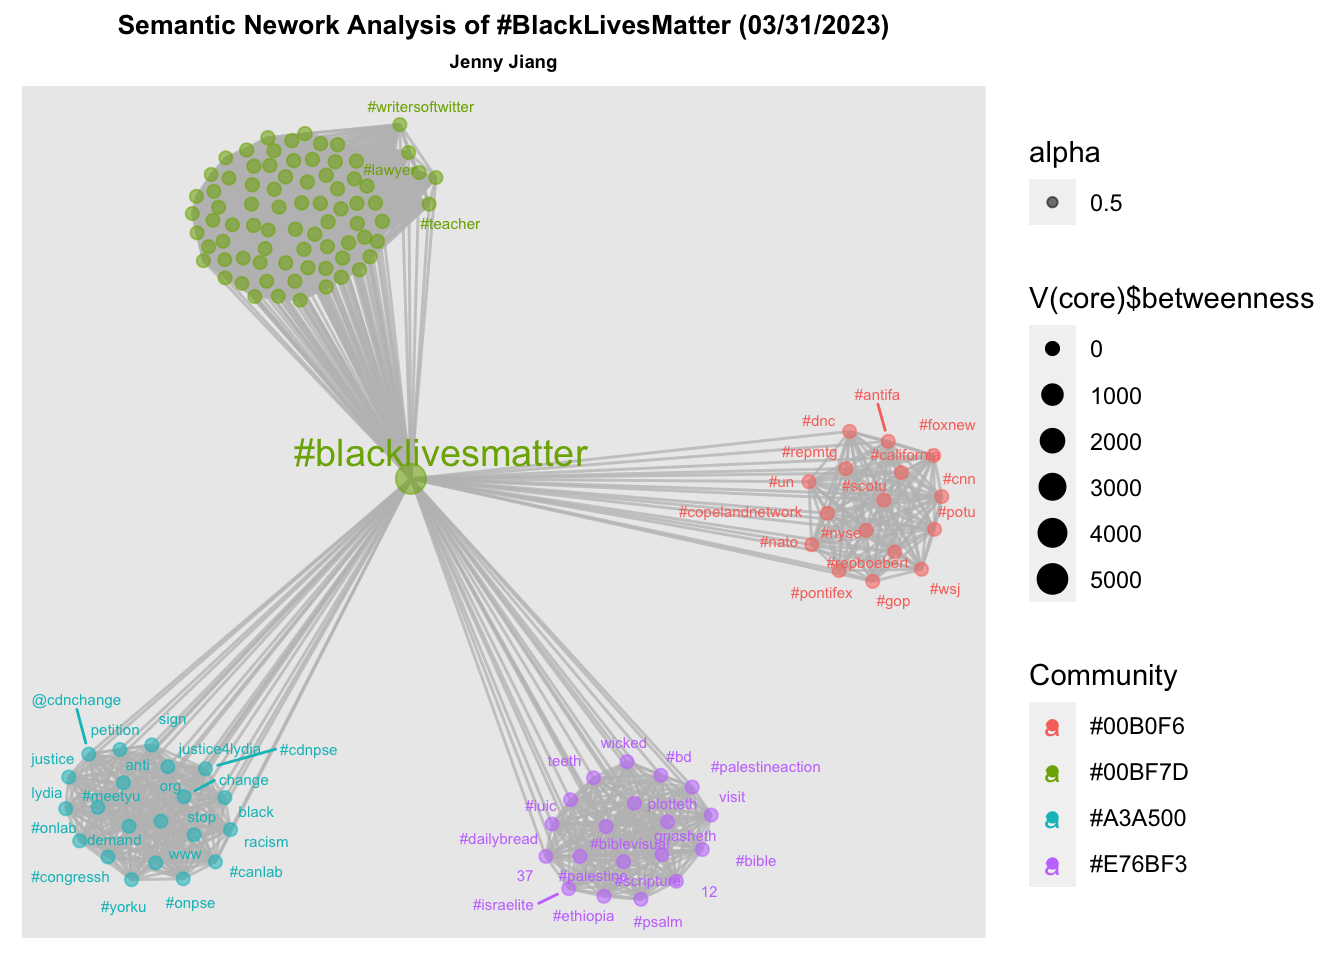 Semantic Nework Analysis of #BlackLivesMatter (03/31/2023)
Jenny Jiang
#writersoftwitter
#lawyer
#teacher
#blacklivesmatter
#antifa
#dnc
#foxnew
#repmtg
#california
#un
#scotu
#cnn
#copelandnetwork
#potu
#nyse
#nato
#repboebert
#pontifex
#gop
#wsj
@cdnchange
petition
sign
justice
anti
justice4lydia
#cdnpse
lydia
#meetyu
org
change
#onlab
demand
stop
black
racism
www
#congressh
#canlab
#yorku
#onpse
wicked
teeth
#bd
#palestineaction
#iuic
plotteth
visit
#dailybread
gnasheth
#biblevisual
#bible
37
#palestine
#scripture
12
#israelite
#ethiopia
#psalm
alpha
0.5
V(core)$betweenness
0
1000
2000
3000
4000
5000
Community
a #00B0F6
a #00BF7D
a #A3A500
a #E76BF3